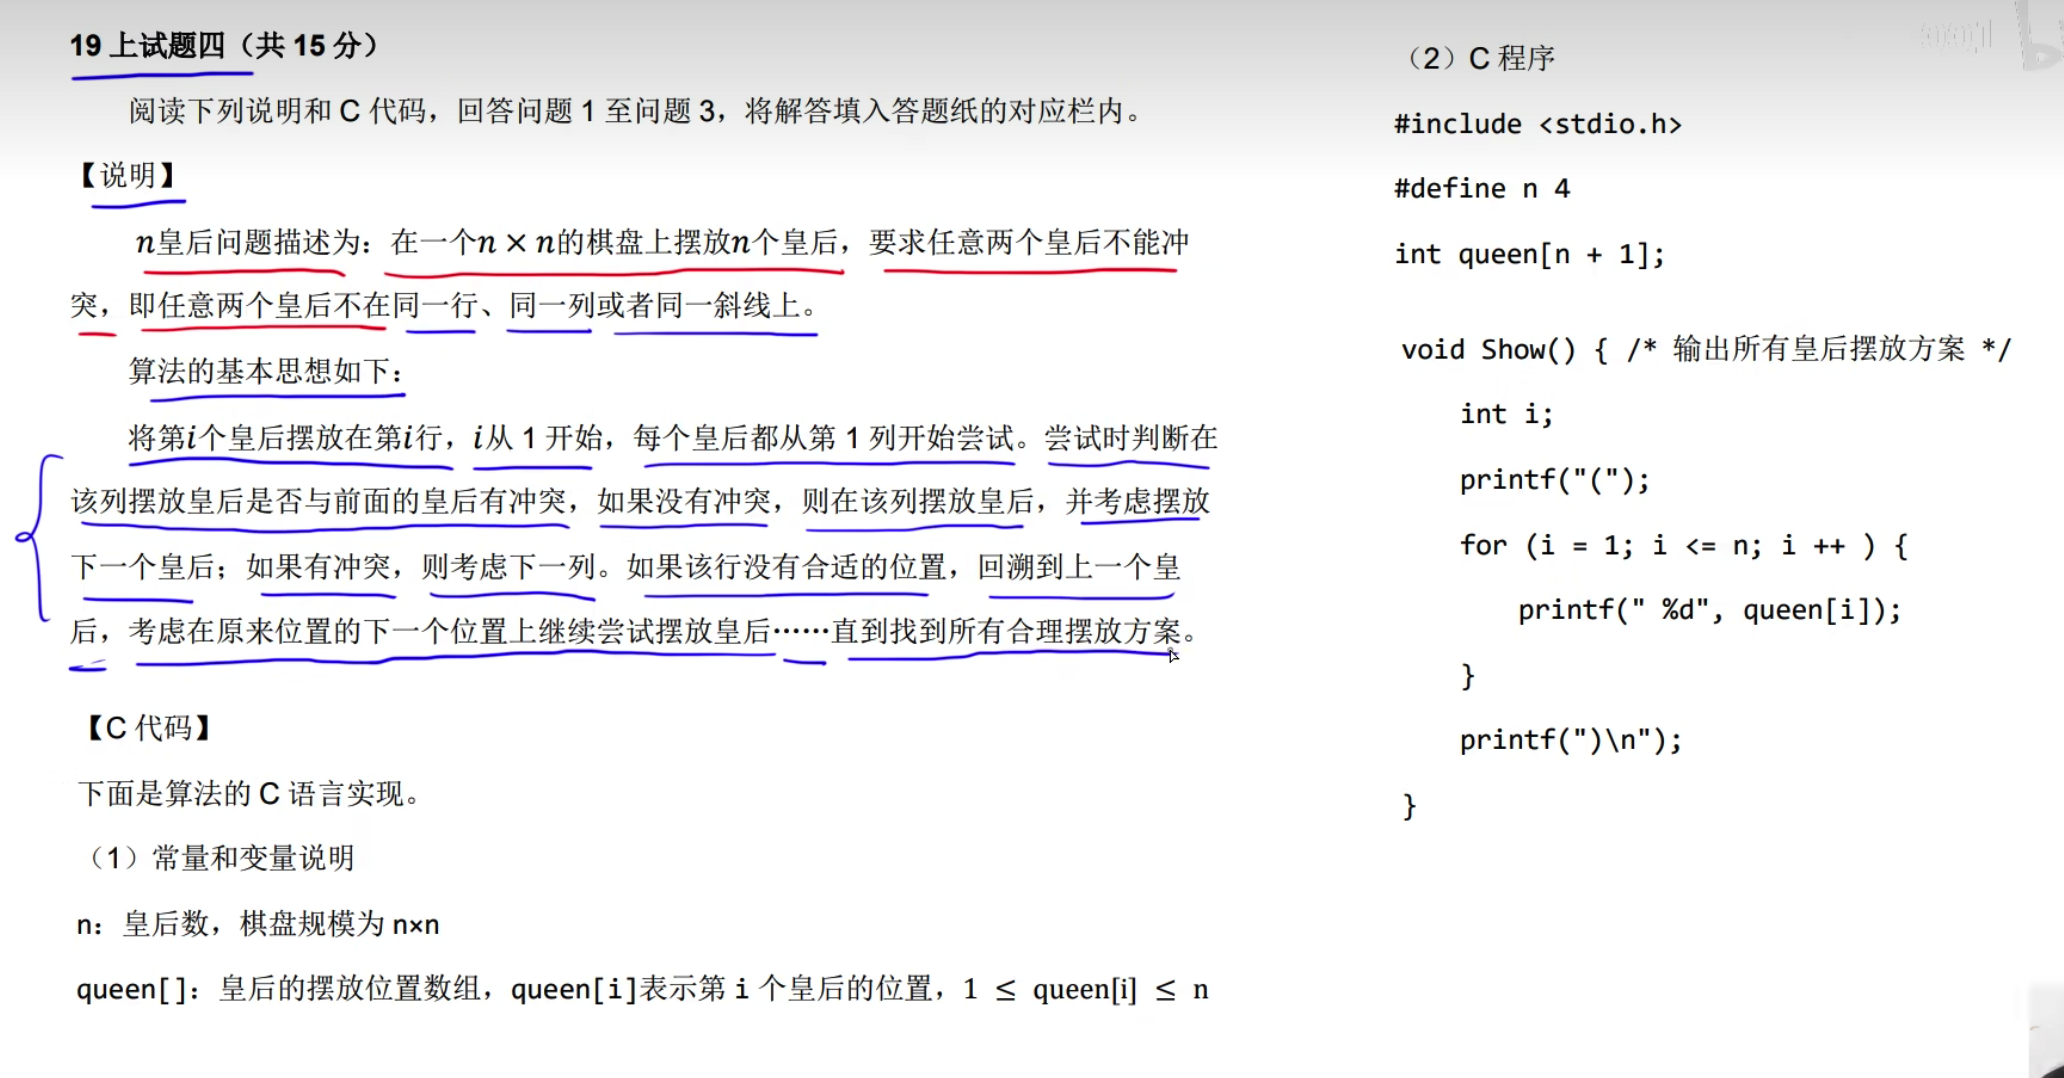 19 上试题四（共 15 分）
阅读下列说明和 C 代码，回答问题 1 至问题 3，将解答填入答题纸的对应栏内。
【说明】
n皇后问题描述为：在一个n × n的棋盘上摆放n个皇后，要求任意两个皇后不能冲
突，即任意两个皇后不在同一行、同一列或者同一斜线上。
算法的基本思想如下：
将第i个皇后摆放在第i行，i从 1 开始，每个皇后都从第 1 列开始尝试。尝试时判断在
该列摆放皇后是否与前面的皇后有冲突，如果没有冲突，则在该列摆放皇后，并考虑摆放
下一个皇后；如果有冲突，则考虑下一列。如果该行没有合适的位置，回溯到上一个皇
后，考虑在原来位置的下一个位置上继续尝试摆放皇后……直到找到所有合理摆放方案。
【C 代码】
下面是算法的 C 语言实现。
（1）常量和变量说明
n：皇后数，棋盘规模为 n×n
queen[]：皇后的摆放位置数组，queen[i]表示第 i 个皇后的位置，1 ≤ queen[i] ≤ n
（2）C 程序
#include <stdio.h>
#define n 4
int queen[n + 1];
void Show() { /* 输出所有皇后摆放方案 */
int i;
printf("(");
for (i = 1; i <= n; i ++ ) {
printf(" %d", queen[i]);
}
printf(")\n");
}